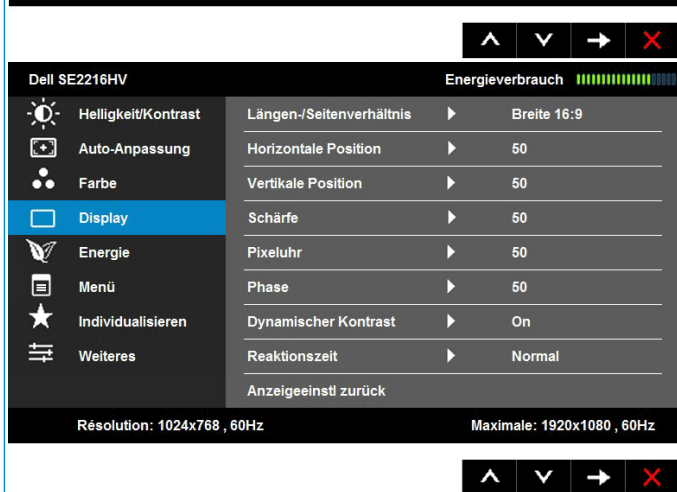 Dell SE2216HV Energieverbrauch
Helligkeit/Kontrast Längen-/Seitenverhältnis Breite 16:9
Auto-Anpassung Horizontale Position 50
Farbe Vertikale Position 50
Display Schärfe 50
Energie Pixeluhr 50
Menü Phase 50
Individualisieren Dynamischer Kontrast On
Weiteres Reaktionszeit Normal
Anzeigeeinstl zurück
Résolution: 1024x768 , 60Hz Maximale: 1920x1080 , 60Hz